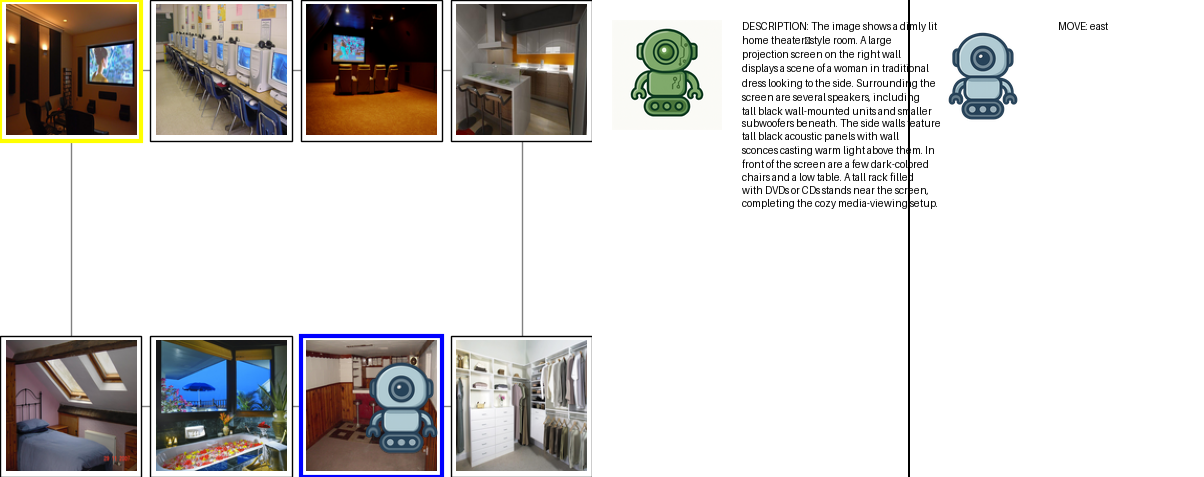 DESCRIPTION: The image shows a dimly lit
home theater▯style room. A large
projection screen on the right wall
displays a scene of a woman in traditional
dress looking to the side. Surrounding the
screen are several speakers, including
tall black wall-mounted units and smaller
subwoofers beneath. The side walls feature
tall black acoustic panels with wall
sconces casting warm light above them. In
front of the screen are a few dark-colored
chairs and a low table. A tall rack filled
with DVDs or CDs stands near the screen,
completing the cozy media-viewing setup.
MOVE: east